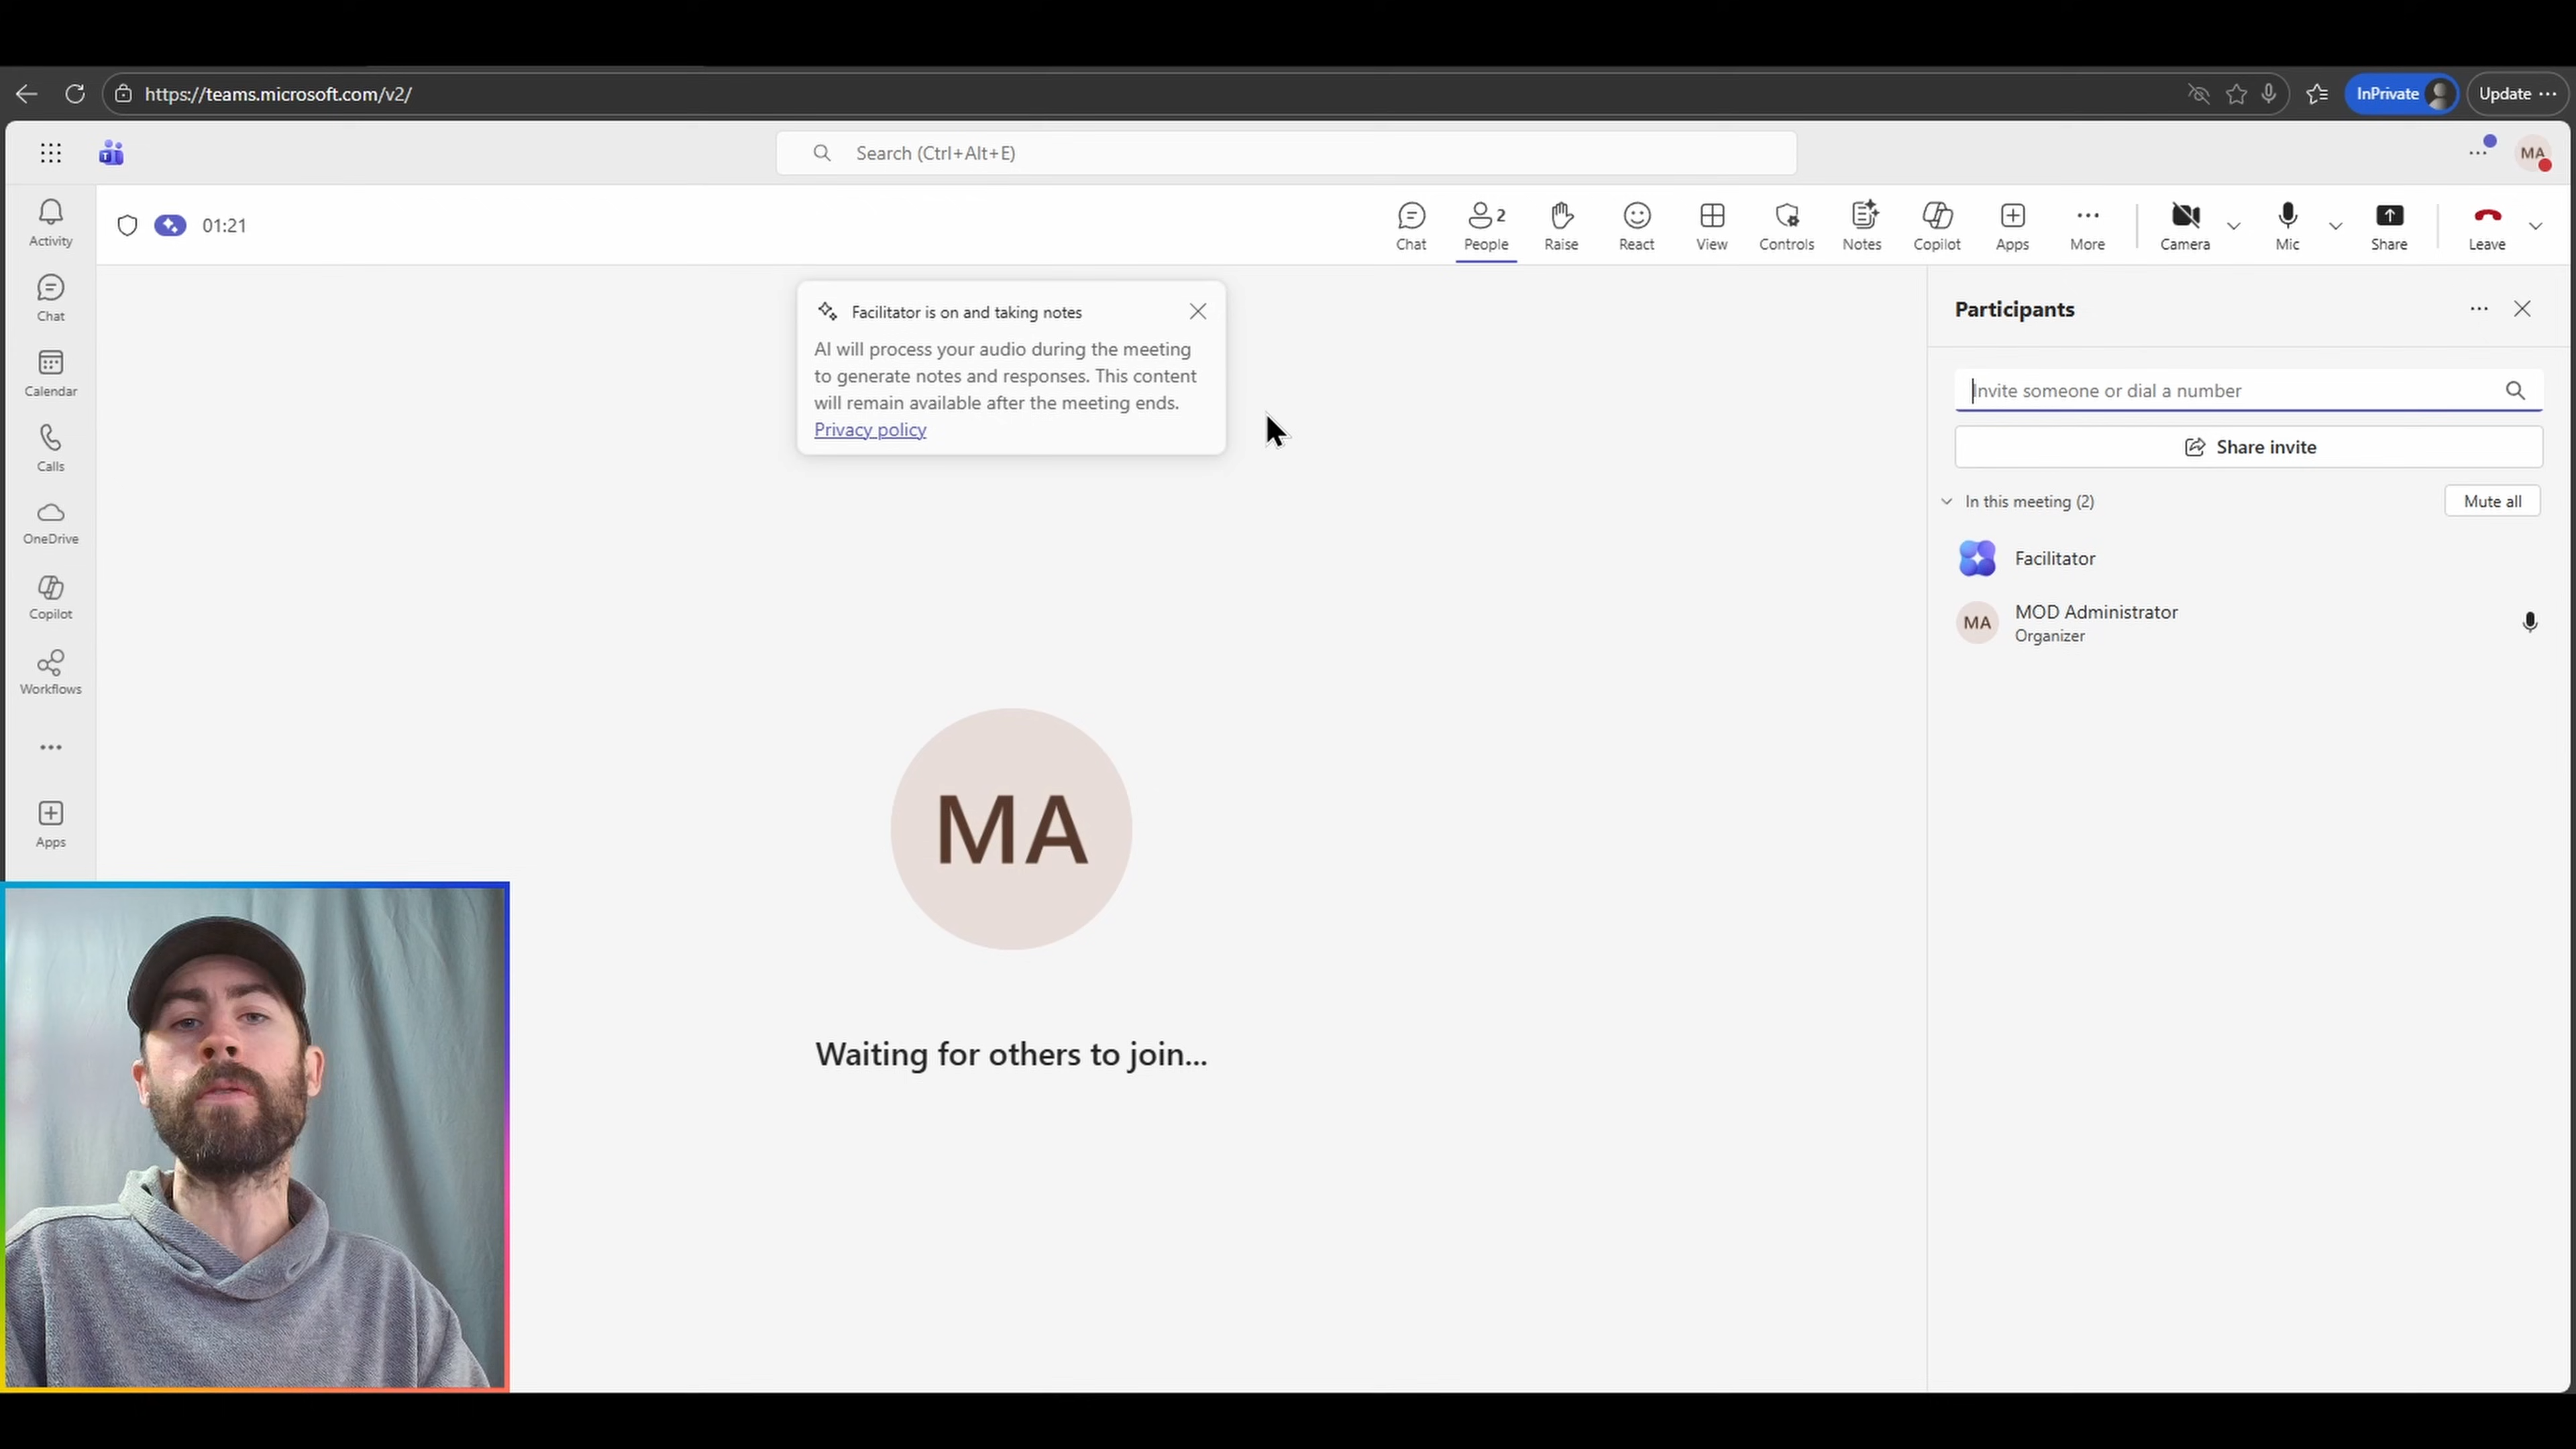 https://teams.microsoft.com/v2/
InPrivate
Update
Search (Ctrl+Alt+E)
MA
Activity
Chat
Calendar
Calls
OneDrive
Copilot
Workflows
Apps
01:21
Chat
2
People
Raise
React
View
Controls
Notes
Copilot
Apps
More
Camera
Mic
Share
Leave
Facilitator is on and taking notes
AI will process your audio during the meeting
to generate notes and responses. This content
will remain available after the meeting ends.
Privacy policy
MA
Waiting for others to join...
Participants
Invite someone or dial a number
Share invite
In this meeting (2)
Mute all
Facilitator
MA
MOD Administrator
Organizer